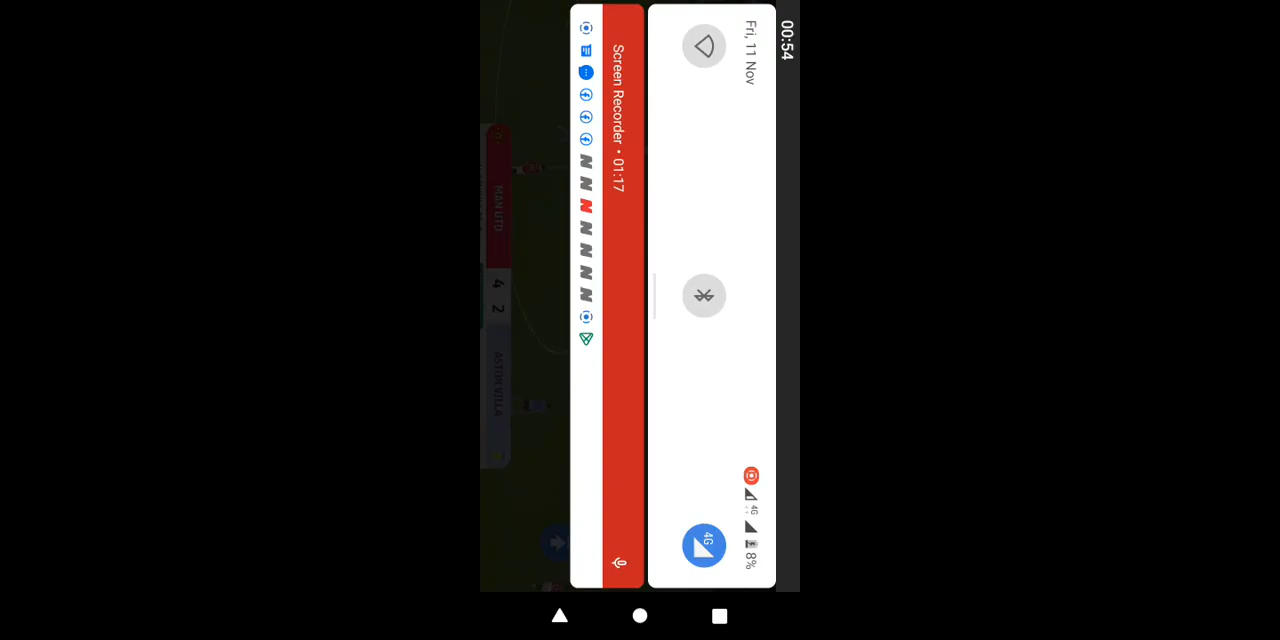 00:54
Fri, 11 Nov
4G 8%
4G
Screen Recorder • 01:17
MAN UTD 4 2 ASTON VILLA